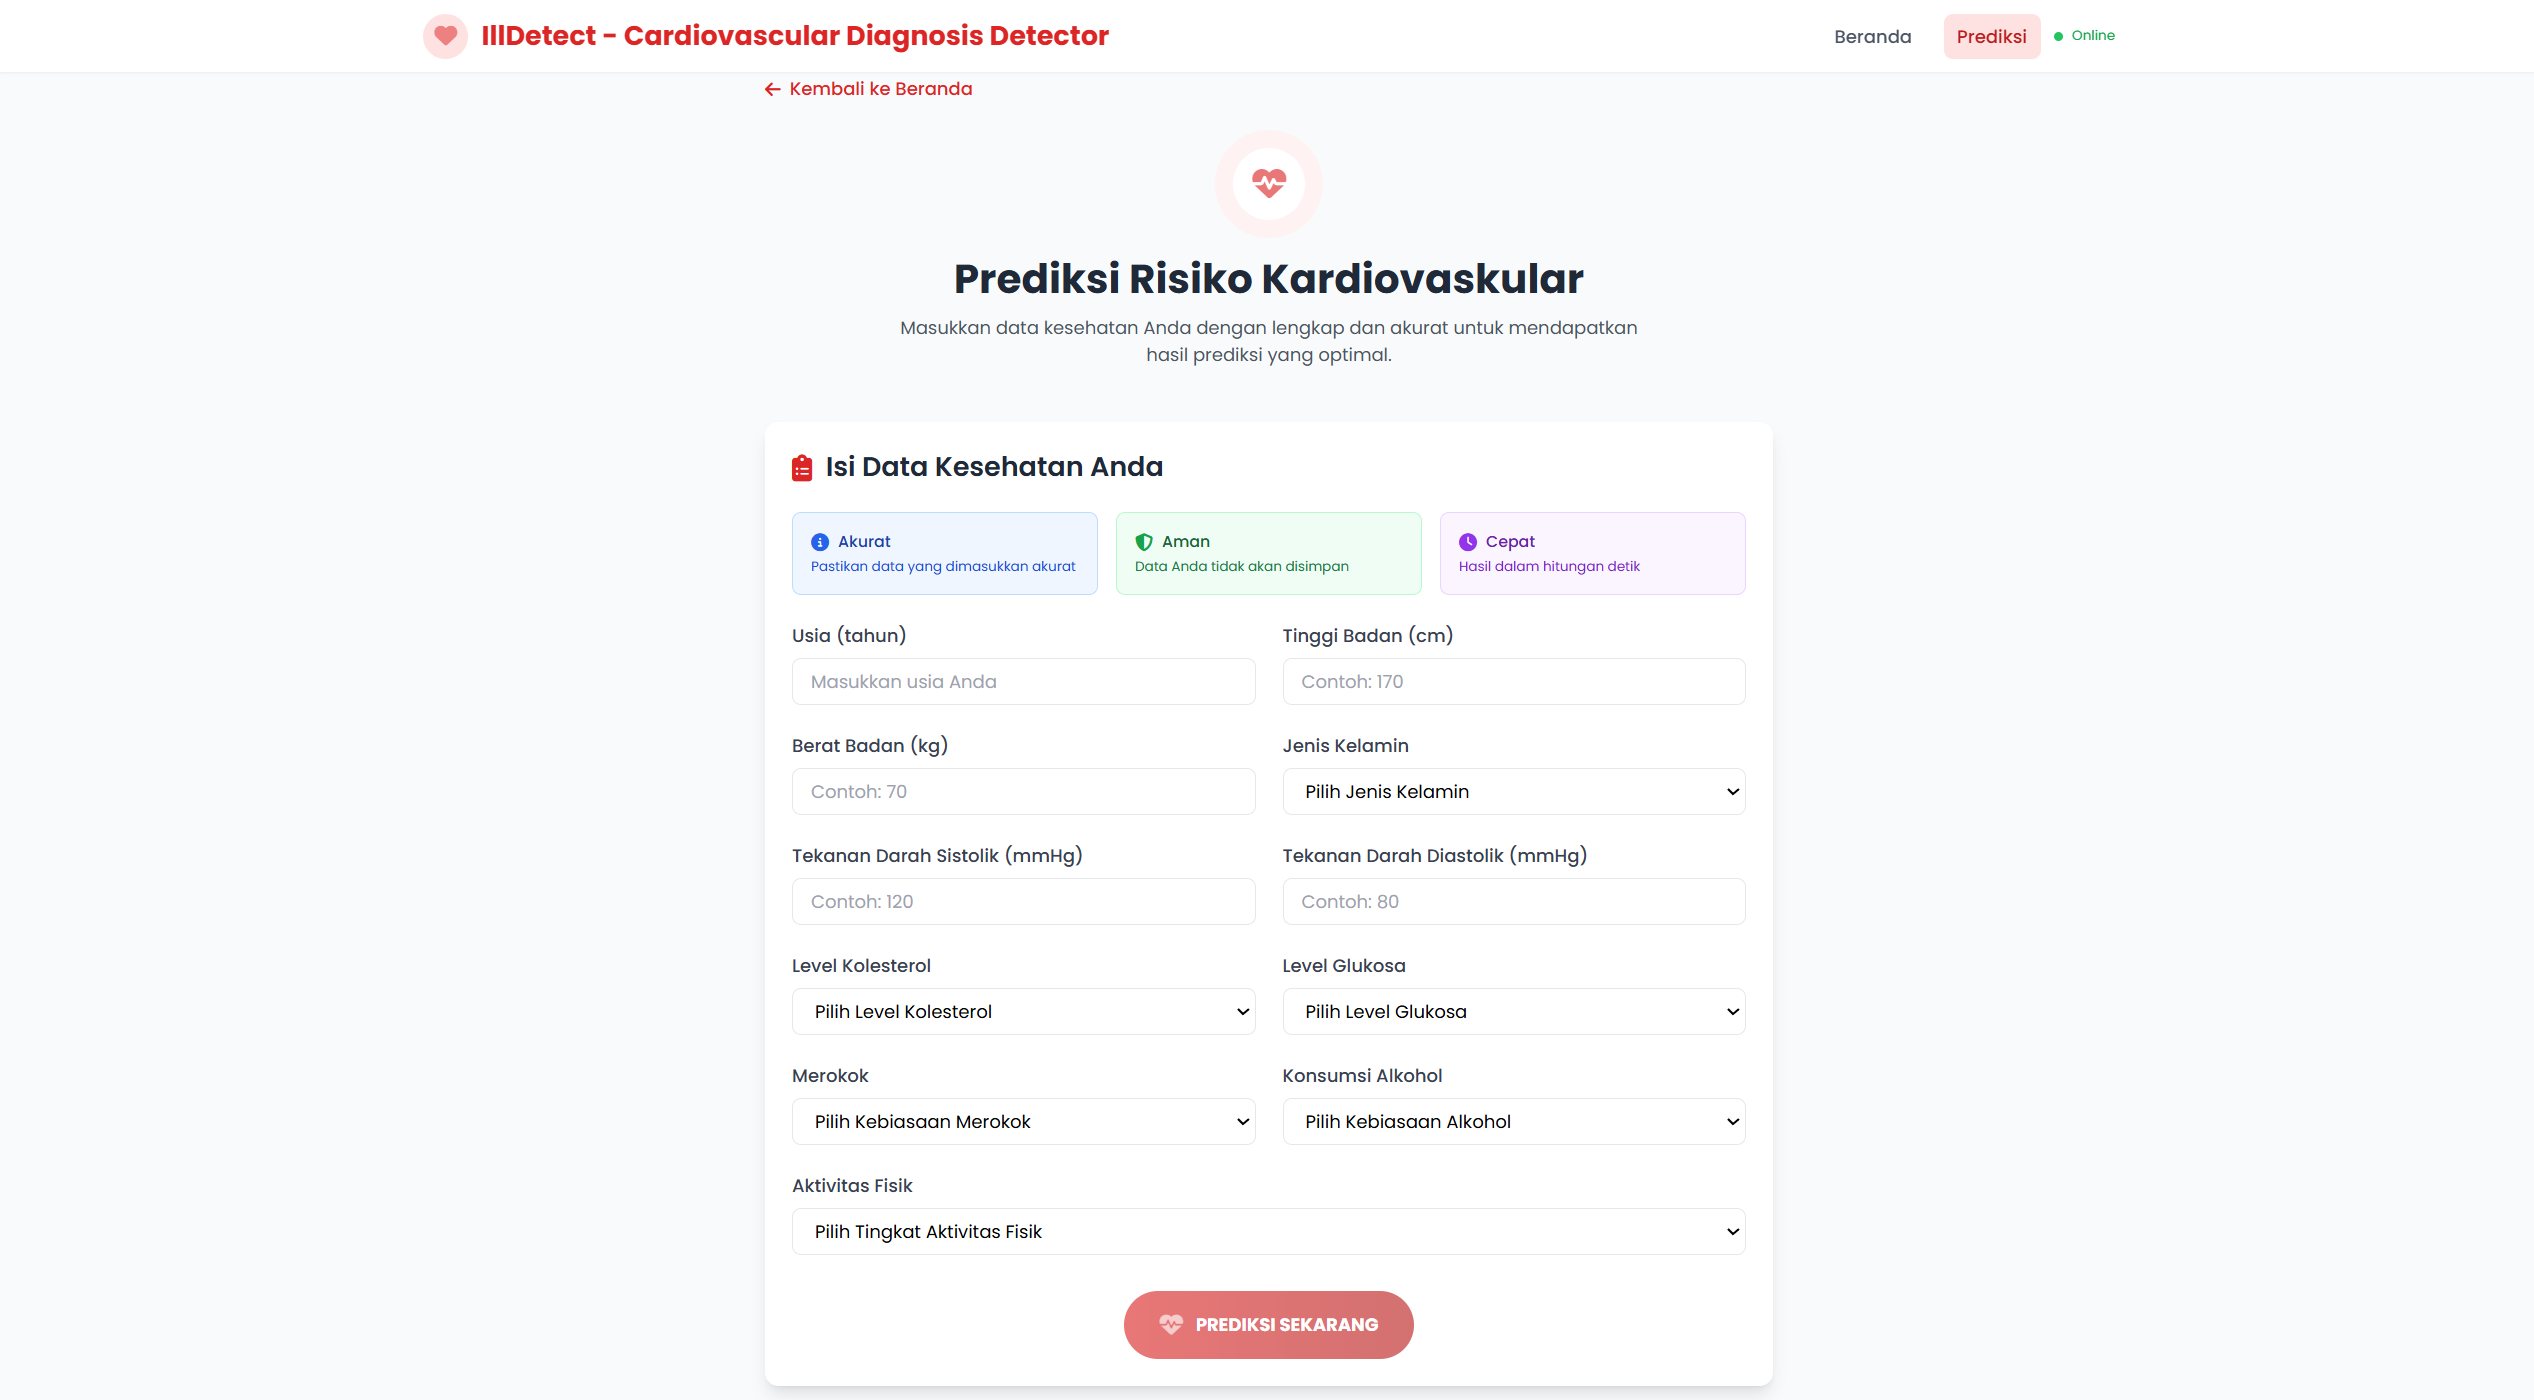 IllDetect - Cardiovascular Diagnosis Detector
Beranda
Prediksi
Online
Kembali ke Beranda
Prediksi Risiko Kardiovaskular
Masukkan data kesehatan Anda dengan lengkap dan akurat untuk mendapatkan
hasil prediksi yang optimal.
Isi Data Kesehatan Anda
Akurat
Pastikan data yang dimasukkan akurat
Aman
Data Anda tidak akan disimpan
Cepat
Hasil dalam hitungan detik
Usia (tahun)
Masukkan usia Anda
Tinggi Badan (cm)
Contoh: 170
Berat Badan (kg)
Contoh: 70
Jenis Kelamin
Pilih Jenis Kelamin
Tekanan Darah Sistolik (mmHg)
Contoh: 120
Tekanan Darah Diastolik (mmHg)
Contoh: 80
Level Kolesterol
Pilih Level Kolesterol
Level Glukosa
Pilih Level Glukosa
Merokok
Pilih Kebiasaan Merokok
Konsumsi Alkohol
Pilih Kebiasaan Alkohol
Aktivitas Fisik
Pilih Tingkat Aktivitas Fisik
PREDIKSI SEKARANG